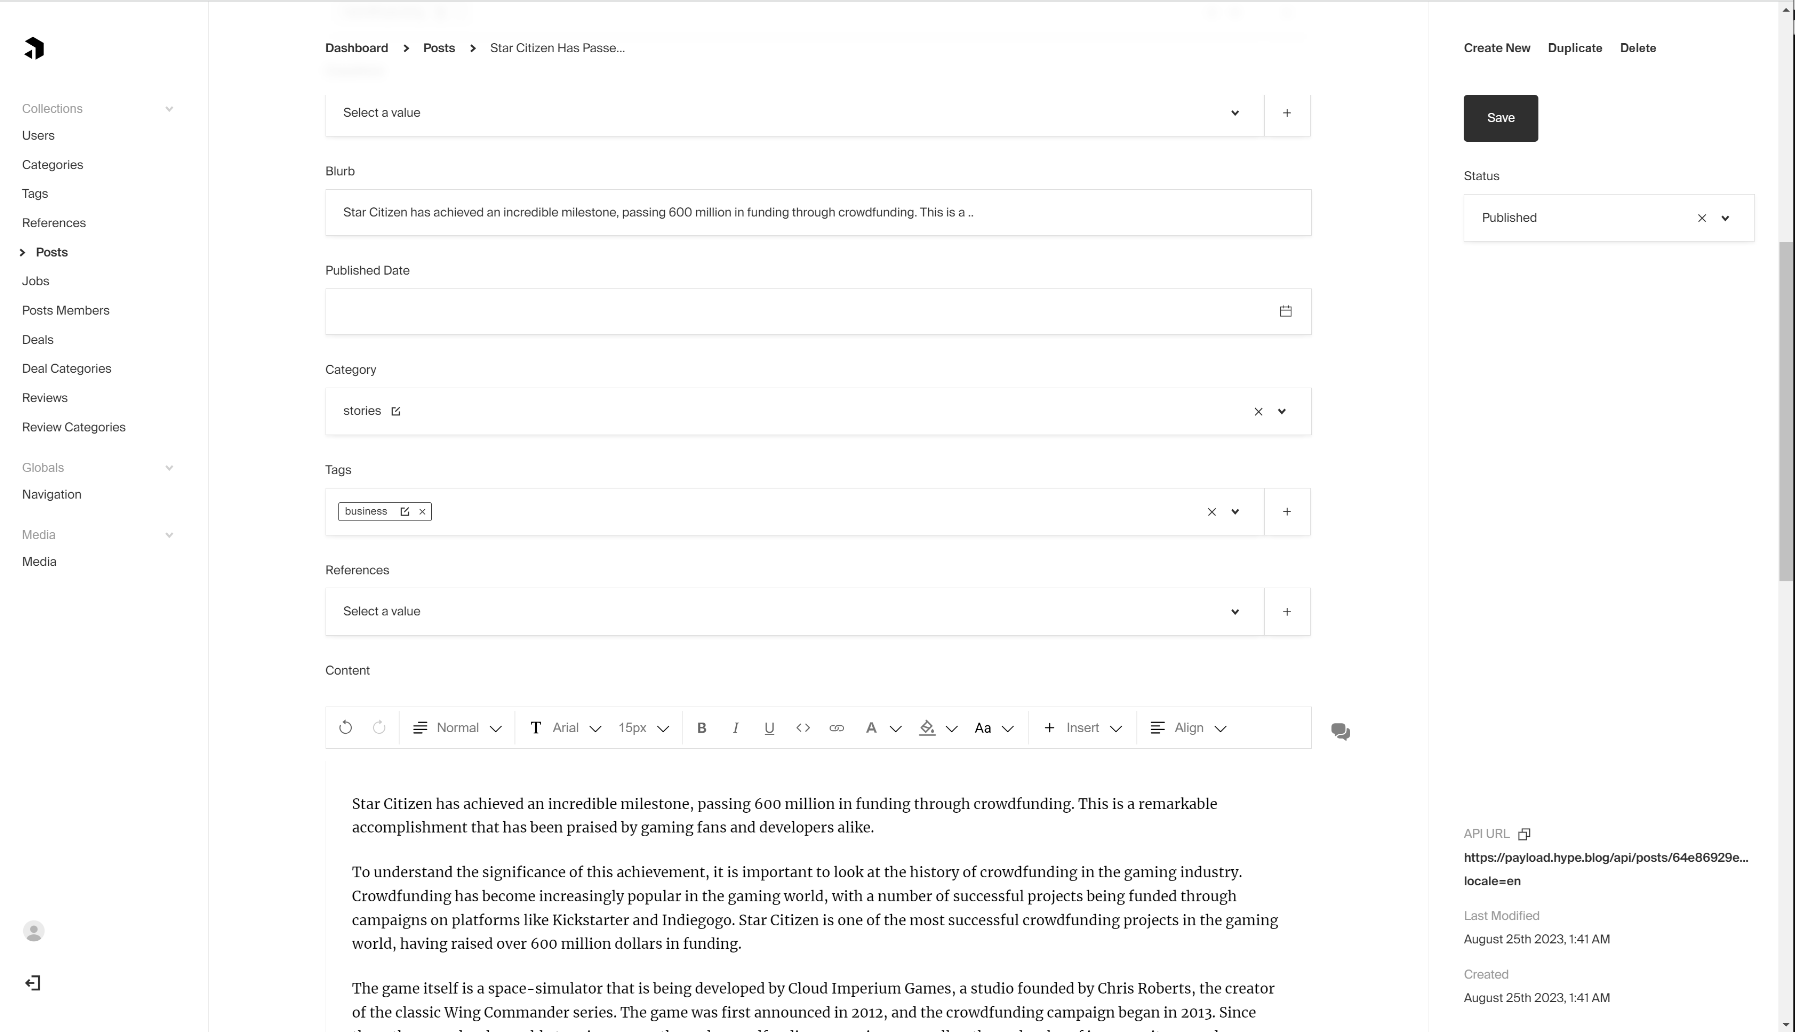 Dashboard > Posts > Star Citizen Has Passe...
Create New Duplicate Delete
Save
Status
Published
Collections
Users
Categories
Tags
References
Posts
Jobs
Posts Members
Deals
Deal Categories
Reviews
Review Categories
Globals
Navigation
Media
Media
Select a value
Blurb
Star Citizen has achieved an incredible milestone, passing 600 million in funding through crowdfunding. This is a ..
Published Date
Category
stories
Tags
business
References
Select a value
Content
Normal T Arial 15px B I U <> A Aa + Insert Align
Star Citizen has achieved an incredible milestone, passing 600 million in funding through crowdfunding. This is a remarkable
accomplishment that has been praised by gaming fans and developers alike.
To understand the significance of this achievement, it is important to look at the history of crowdfunding in the gaming industry.
Crowdfunding has become increasingly popular in the gaming world, with a number of successful projects being funded through
campaigns on platforms like Kickstarter and Indiegogo. Star Citizen is one of the most successful crowdfunding projects in the gaming
world, having raised over 600 million dollars in funding.
The game itself is a space-simulator that is being developed by Cloud Imperium Games, a studio founded by Chris Roberts, the creator
of the classic Wing Commander series. The game was first announced in 2012, and the crowdfunding campaign began in 2013. Since
API URL
https://payload.hype.blog/api/posts/64e86929e...
locale=en
Last Modified
August 25th 2023, 1:41 AM
Created
August 25th 2023, 1:41 AM